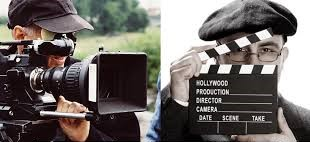 HOLLYWOOD
PRODUCTION
DIRECTOR
CAMERA
DATE SCENE TAKE